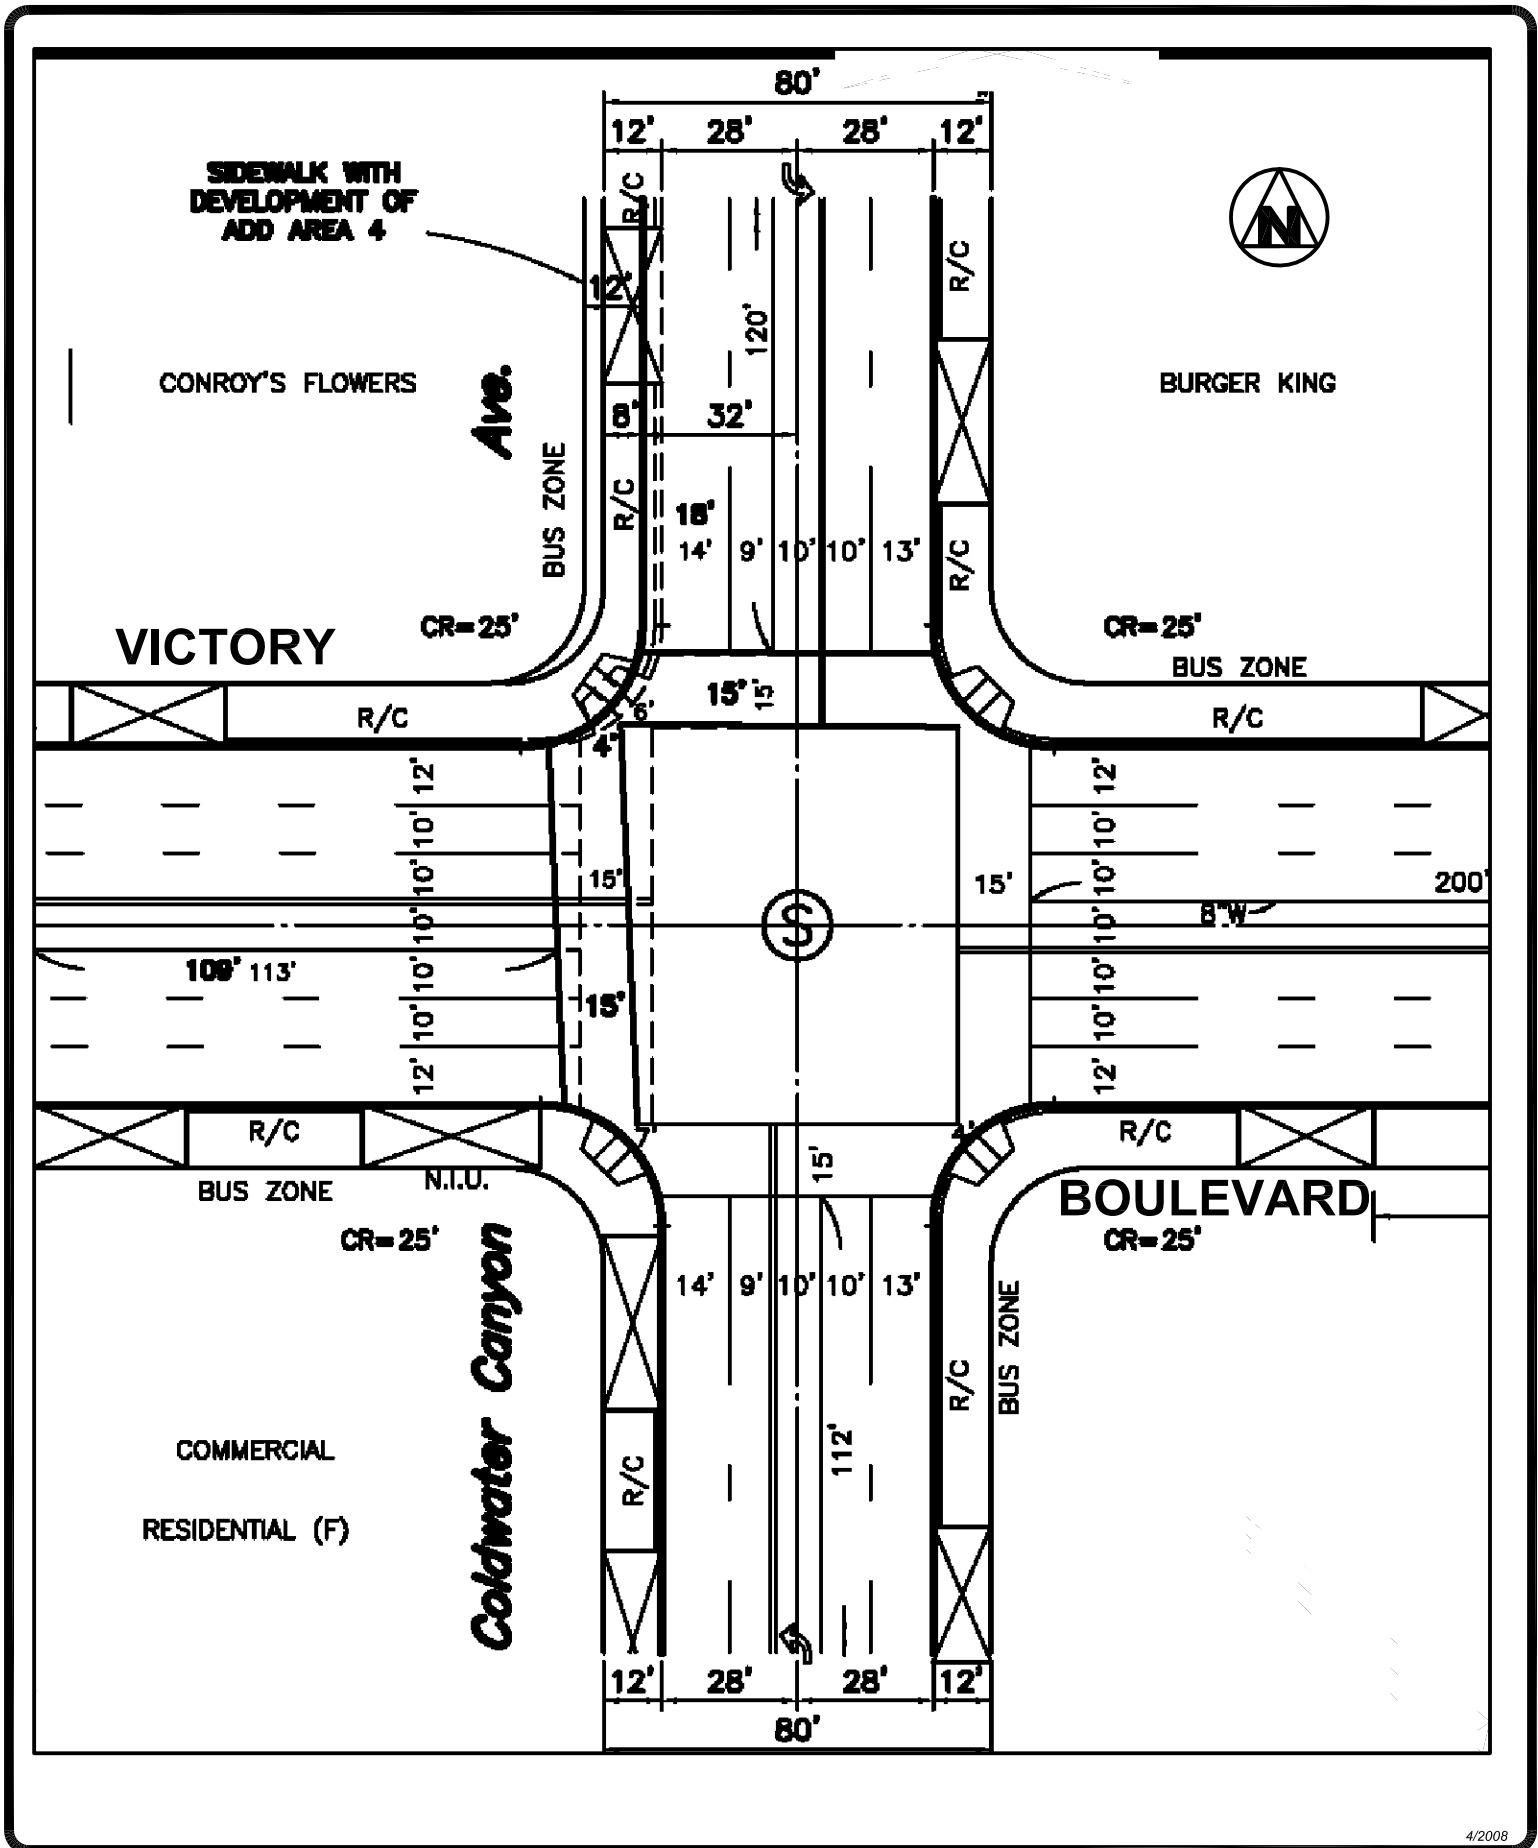 80'
12' 28' 28' 12'
SIDEWALK WITH
DEVELOPMENT OF
ADD AREA 4
R/C
N
R/C
12'
120'
CONROY'S FLOWERS
Ave.
BURGER KING
8' 32'
BUS ZONE
R/C
18'
14' 9' 10' 10' 13'
R/C
CR=25'
CR=25'
VICTORY
BUS ZONE
R/C
15' 15'
6'
R/C
4'
12'
10'
10'
10'
10'
10'
12'
12'
10'
10'
10'
10'
10'
12'
15'
15'
200'
8"W
S
109' 113'
15'
R/C
4'
R/C
15'
N.I.U.
BUS ZONE
BOULEVARD
CR=25'
CR=25'
14' 9' 10' 10' 13'
Coldwater Canyon
BUS ZONE
R/C
112'
COMMERCIAL
R/C
RESIDENTIAL (F)
12' 28' 28' 12'
80'
4/2008